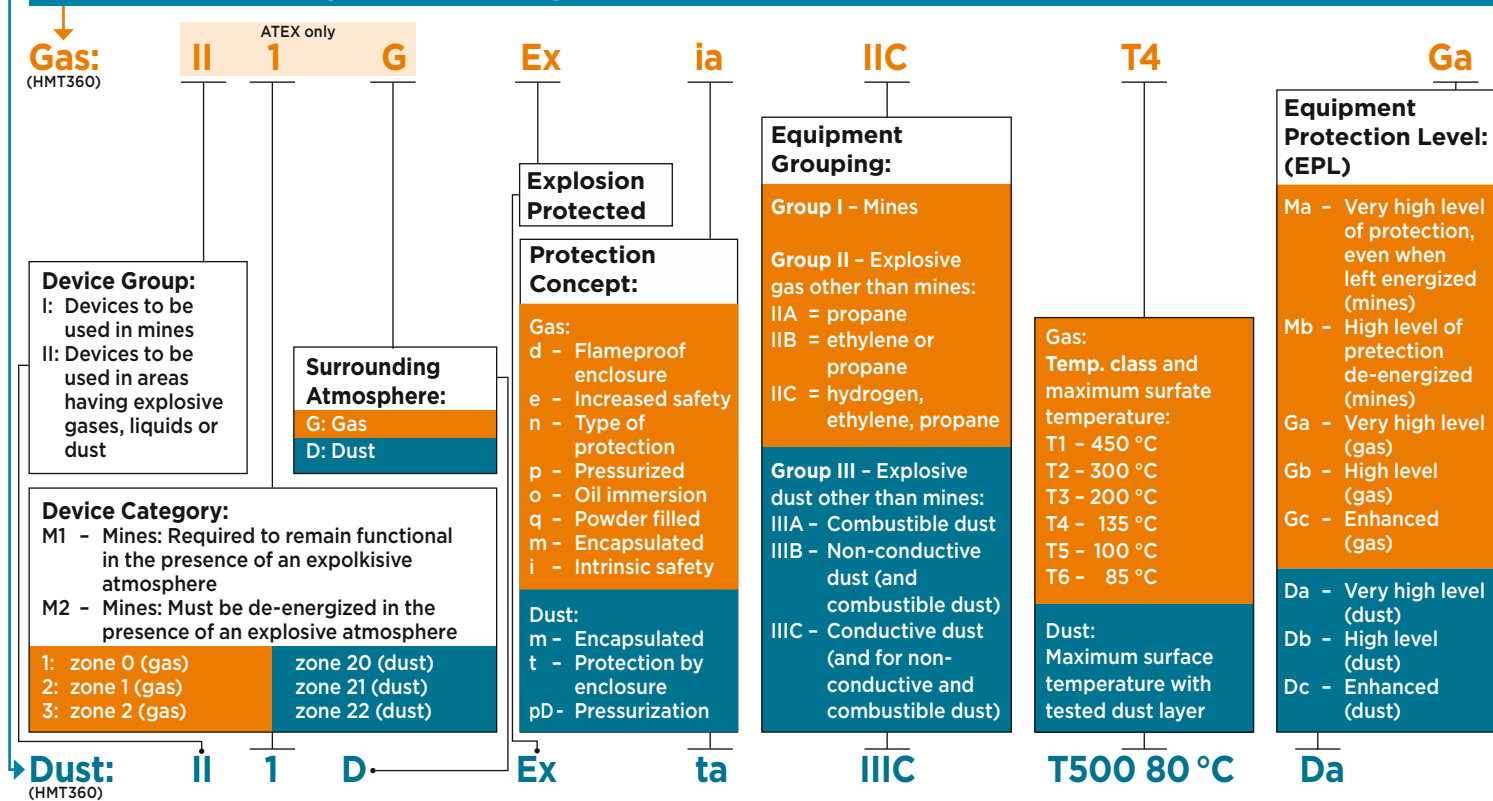 ATEX only
Gas: II 1 G Ex ia IIC T4 Ga
(HMT360)
Device Group:
I: Devices to be
used in mines
II: Devices to be
used in areas
having explosive
gases, liquids or
dust
Surrounding
Atmosphere:
G: Gas
D: Dust
Device Category:
M1 – Mines: Required to remain functional
in the presence of an expolkisive
atmosphere
M2 – Mines: Must be de-energized in the
presence of an explosive atmosphere
1: zone 0 (gas) zone 20 (dust)
2: zone 1 (gas) zone 21 (dust)
3: zone 2 (gas) zone 22 (dust)
Explosion
Protected
Protection
Concept:
Gas:
d – Flameproof
enclosure
e – Increased safety
n – Type of
protection
p – Pressurized
o – Oil immersion
q – Powder filled
m – Encapsulated
i – Intrinsic safety
Dust:
m – Encapsulated
t – Protection by
enclosure
pD – Pressurization
Equipment
Grouping:
Group I – Mines
Group II – Explosive
gas other than mines:
IIA = propane
IIB = ethylene or
propane
IIC = hydrogen,
ethylene, propane
Group III – Explosive
dust other than mines:
IIIA – Combustible dust
IIIB – Non-conductive
dust (and
combustible dust)
IIIC – Conductive dust
(and for non-
conductive and
combustible dust)
Gas:
Temp. class and
maximum surfate
temperature:
T1 – 450 °C
T2 – 300 °C
T3 – 200 °C
T4 – 135 °C
T5 – 100 °C
T6 – 85 °C
Dust:
Maximum surface
temperature with
tested dust layer
Equipment
Protection Level:
(EPL)
Ma – Very high level
of protection,
even when
left energized
(mines)
Mb – High level of
pretection
de-energized
(mines)
Ga – Very high level
(gas)
Gb – High level
(gas)
Gc – Enhanced
(gas)
Da – Very high level
(dust)
Db – High level
(dust)
Dc – Enhanced
(dust)
Dust: II 1 D Ex ta IIIC T500 80 °C Da
(HMT360)